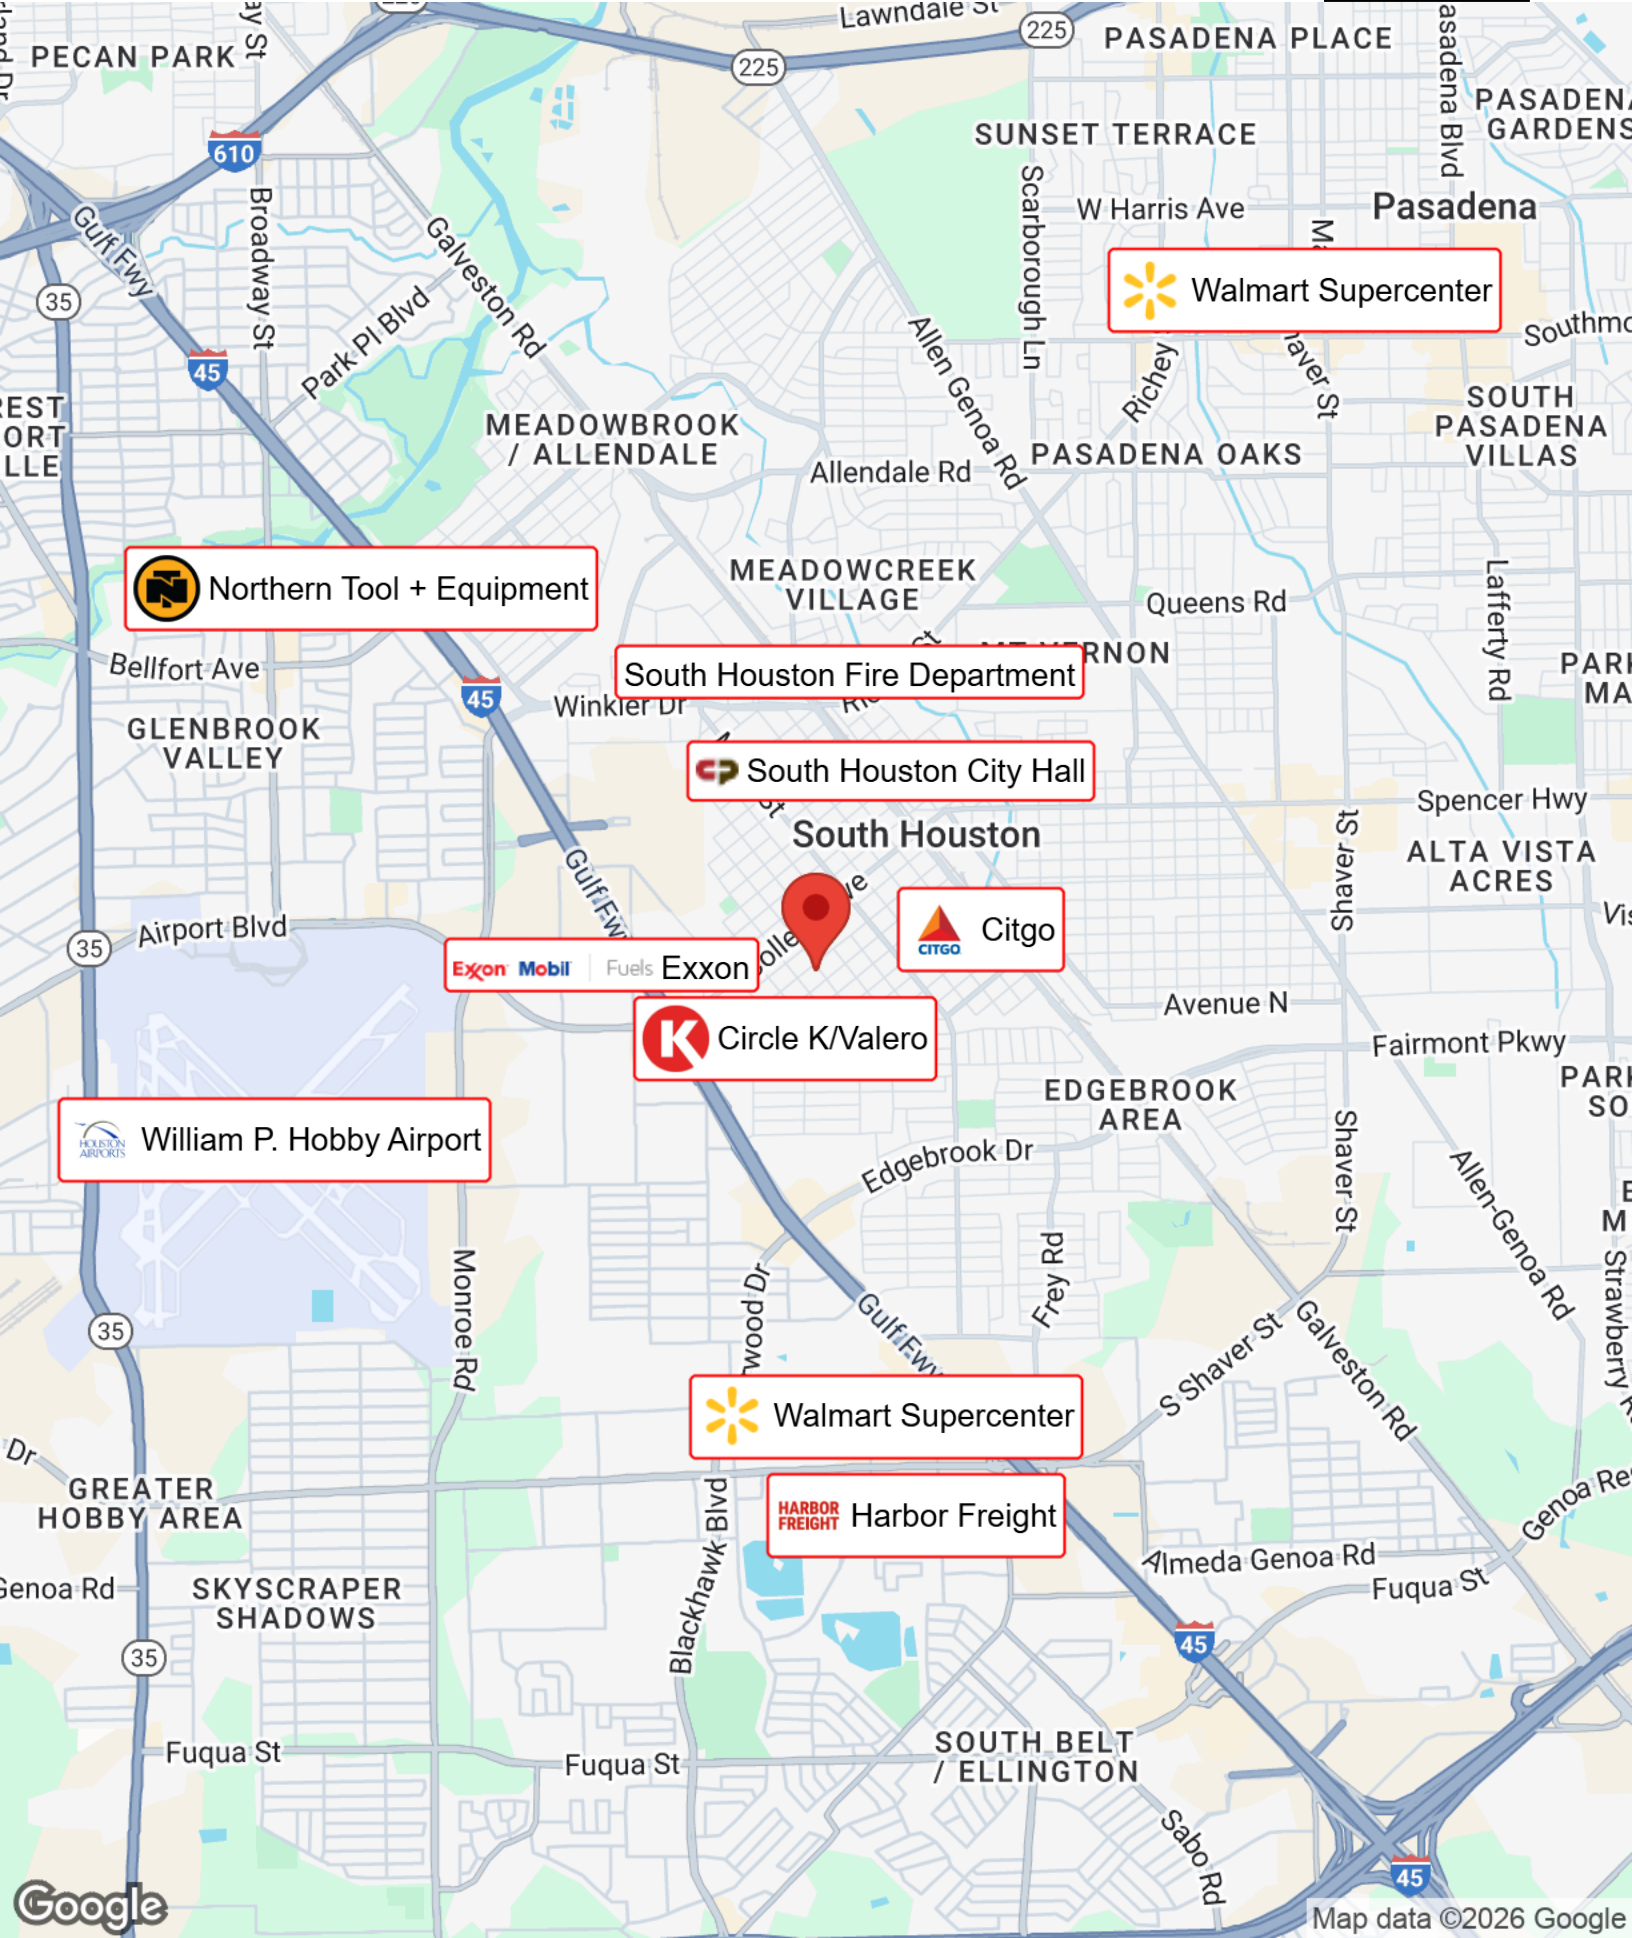 Lawndale St
225
PASADENA PLACE
PECAN PARK
225
SUNSET TERRACE
PASADENA
GARDENS
610
Scarborough Ln
W Harris Ave
Pasadena
Gulf Fwy
Broadway St
Galveston Rd
Walmart Supercenter
35
Park Pl Blvd
45
Allen Genoa Rd
Richey
Shaver St
MEADOWBROOK
/ ALLENDALE
SOUTH
PASADENA
VILLAS
Allendale Rd
PASADENA OAKS
Northern Tool + Equipment
MEADOWCREEK
VILLAGE
Queens Rd
Lafferty Rd
Bellfort Ave
South Houston Fire Department
45
Winkler Dr
GLENBROOK
VALLEY
South Houston City Hall
Spencer Hwy
South Houston
Shaver St
ALTA VISTA
ACRES
Gulf Fwy
Airport Blvd
Citgo
CITGO
35
Exxon Mobil Fuels Exxon
Avenue N
K Circle K/Valero
Fairmont Pkwy
EDGEBROOK
AREA
HOUSTON
AIRPORTS
William P. Hobby Airport
Edgebrook Dr
Shaver St
Allen-Genoa Rd
Monroe Rd
Frey Rd
Strawberry
35
Gulf Fwy
S Shaver St
Galveston Rd
Walmart Supercenter
Dr
GREATER
HOBBY AREA
Blackhawk Blvd
HARBOR
FREIGHT
Harbor Freight
Almeda Genoa Rd
Genoa Rd
SKYSCRAPER
SHADOWS
Fuqua St
35
45
Fuqua St
Fuqua St
SOUTH BELT
/ ELLINGTON
Sabo Rd
45
Google
Map data ©2026 Google